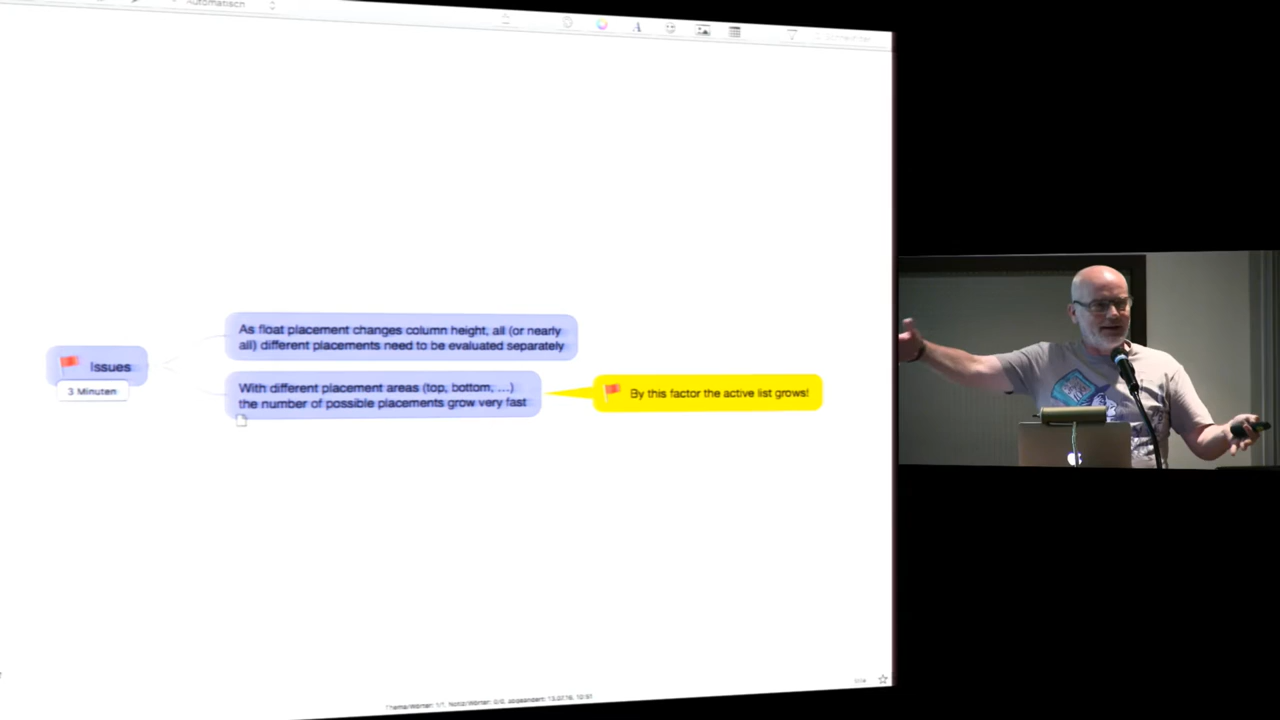 Automatisch
As float placement changes column height, all (or nearly
all) different placements need to be evaluated separately
Issues
3 Minuten
With different placement areas (top, bottom, ...)
the number of possible placements grow very fast
By this factor the active list grows!